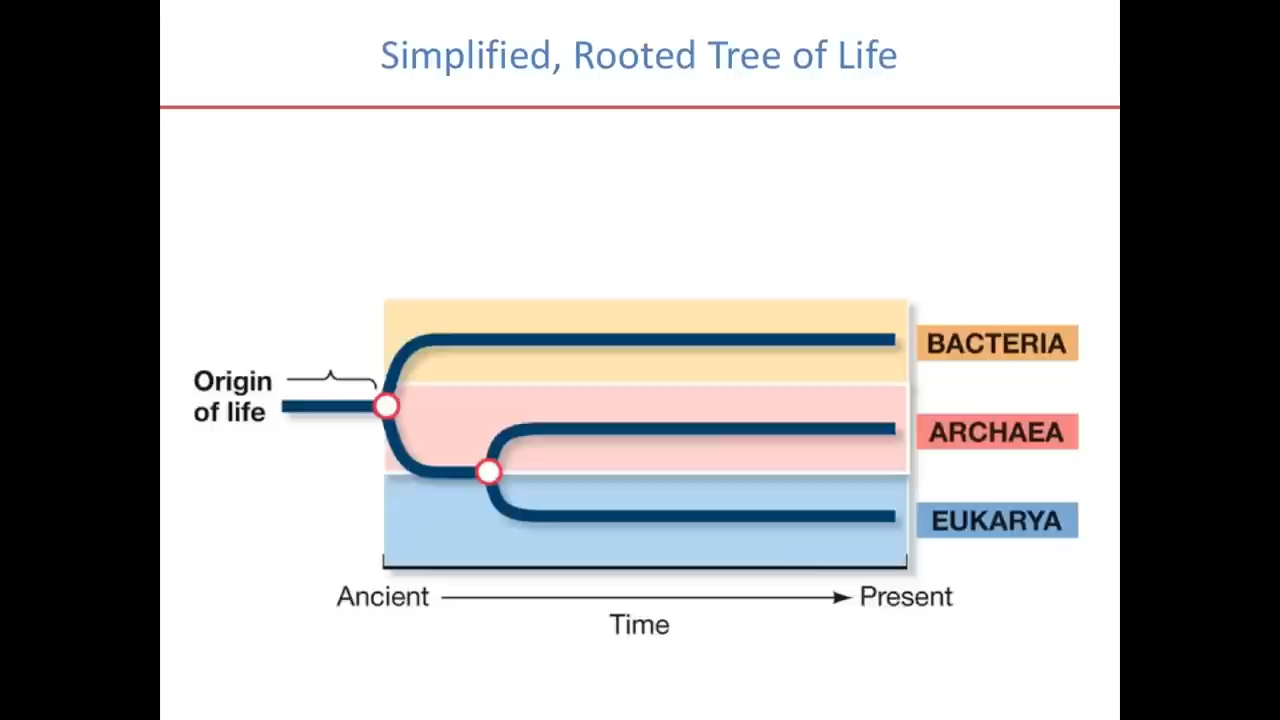 Simplified, Rooted Tree of Life
Origin
of life
BACTERIA
ARCHAEA
EUKARYA
Ancient
Present
Time